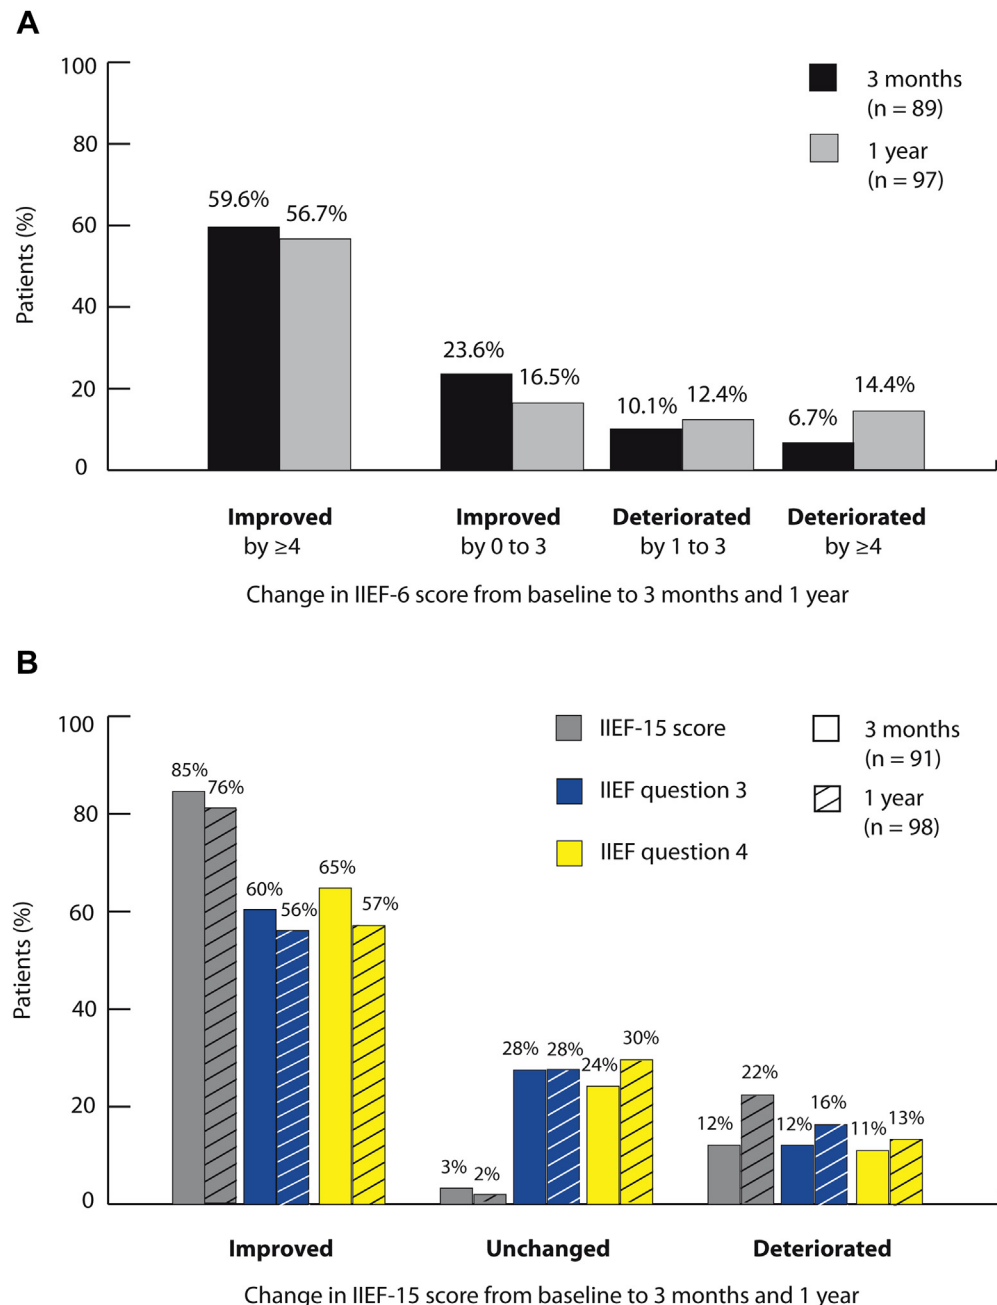 A
100
80
60
40
20
0
Patients (%)
3 months
(n = 89)
1 year
(n = 97)
59.6%
56.7%
23.6%
16.5%
10.1%
12.4%
6.7%
14.4%
Improved
by ≥4
Improved
by 0 to 3
Deteriorated
by 1 to 3
Deteriorated
by ≥4
Change in IIEF-6 score from baseline to 3 months and 1 year
B
100
80
60
40
20
0
Patients (%)
IIEF-15 score
IIEF question 3
IIEF question 4
3 months
(n = 91)
1 year
(n = 98)
85%
76%
60%
56%
65%
57%
3%
2%
28%
28%
24%
30%
12%
22%
12%
16%
11%
13%
Improved
Unchanged
Deteriorated
Change in IIEF-15 score from baseline to 3 months and 1 year